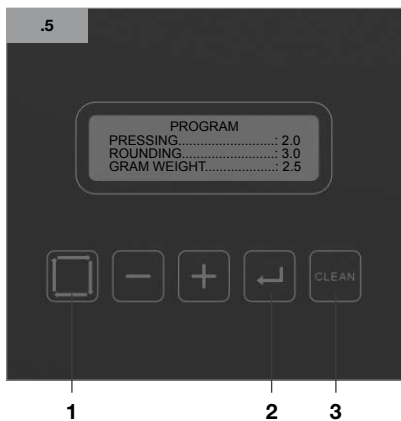 .5
PROGRAM
PRESSING.........................: 2.0
ROUNDING.........................: 3.0
GRAM WEIGHT..................: 2.5
CLEAN
1 2 3